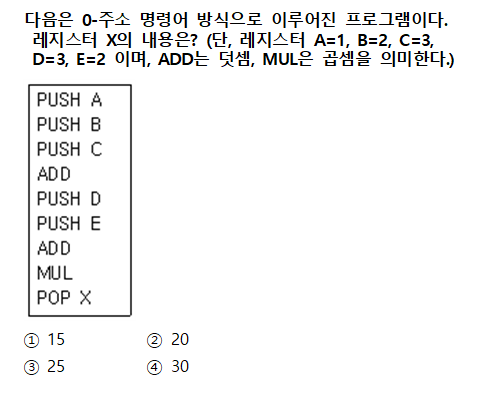 다음은 0-주소 명령어 방식으로 이루어진 프로그램이다.
레지스터 X의 내용은? (단, 레지스터 A=1, B=2, C=3,
D=3, E=2 이며, ADD는 덧셈, MUL은 곱셈을 의미한다.)
PUSH A
PUSH B
PUSH C
ADD
PUSH D
PUSH E
ADD
MUL
POP X
① 15 ② 20
③ 25 ④ 30